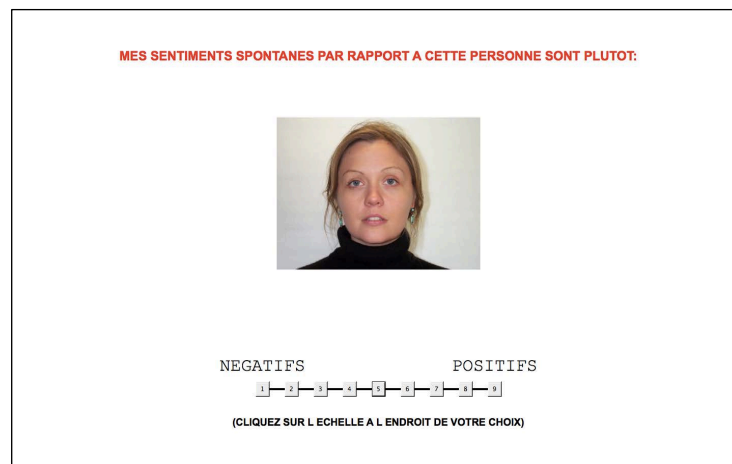 MES SENTIMENTS SPONTANES PAR RAPPORT A CETTE PERSONNE SONT PLUTOT:
NEGATIFS POSITIFS
1 2 3 4 5 6 7 8 9
(CLIQUEZ SUR L ECHELLE A L ENDROIT DE VOTRE CHOIX)